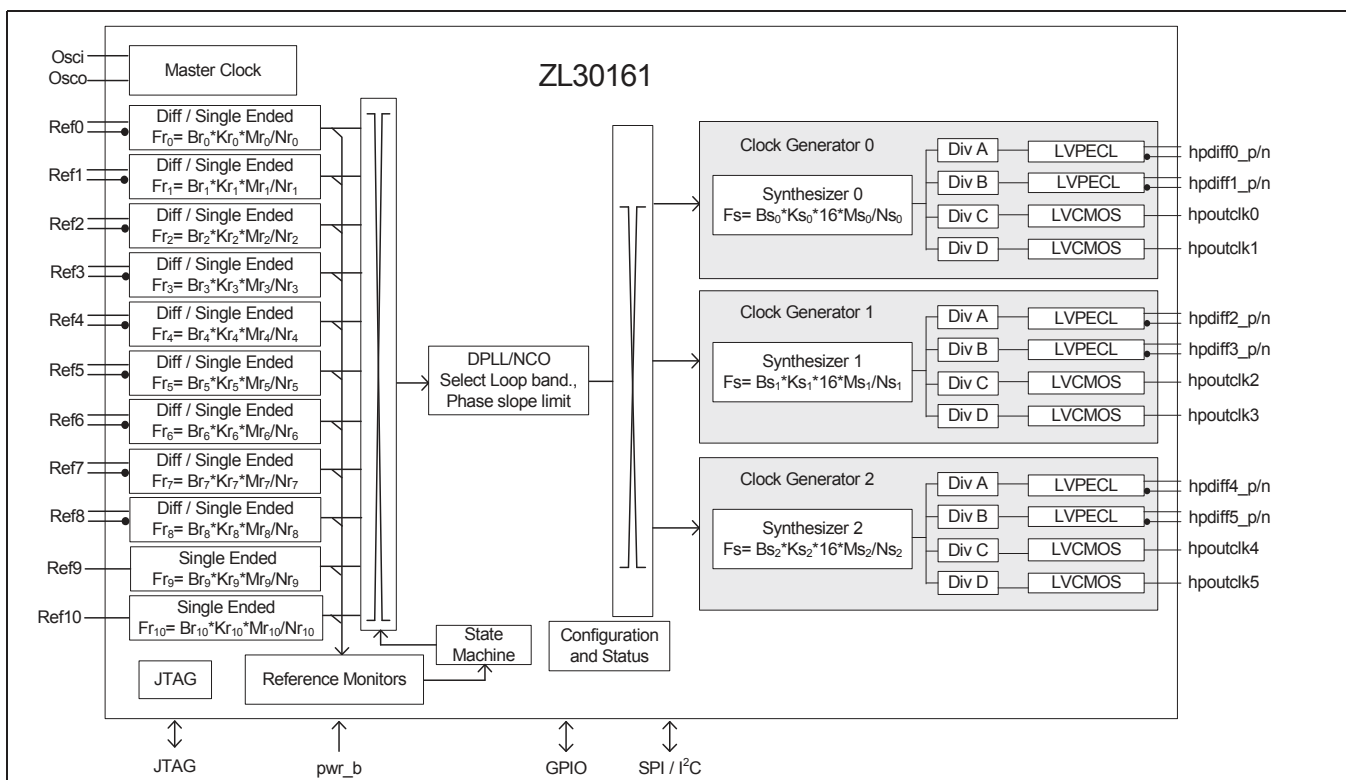 ZL30161
Osci
Osco
Master Clock
Ref0
Diff / Single Ended
Fr₀= Br₀*Kr₀*Mr₀/Nr₀
Ref1
Diff / Single Ended
Fr₁= Br₁*Kr₁*Mr₁/Nr₁
Ref2
Diff / Single Ended
Fr₂= Br₂*Kr₂*Mr₂/Nr₂
Ref3
Diff / Single Ended
Fr₃= Br₃*Kr₃*Mr₃/Nr₃
Ref4
Diff / Single Ended
Fr₄= Br₄*Kr₄*Mr₄/Nr₄
Ref5
Diff / Single Ended
Fr₅= Br₅*Kr₅*Mr₅/Nr₅
Ref6
Diff / Single Ended
Fr₆= Br₆*Kr₆*Mr₆/Nr₆
Ref7
Diff / Single Ended
Fr₇= Br₇*Kr₇*Mr₇/Nr₇
Ref8
Diff / Single Ended
Fr₈= Br₈*Kr₈*Mr₈/Nr₈
Ref9
Single Ended
Fr₉= Br₉*Kr₉*Mr₉/Nr₉
Ref10
Single Ended
Fr₁₀= Br₁₀*Kr₁₀*Mr₁₀/Nr₁₀
JTAG
Reference Monitors
State
Machine
DPLL/NCO
Select Loop band.,
Phase slope limit
Configuration
and Status
Clock Generator 0
Synthesizer 0
Fs= Bs₀*Ks₀*16*Ms₀/Ns₀
Div A
LVPECL
hpdiff0_p/n
Div B
LVPECL
hpdiff1_p/n
Div C
LVCMOS
hpoutclk0
Div D
LVCMOS
hpoutclk1
Clock Generator 1
Synthesizer 1
Fs= Bs₁*Ks₁*16*Ms₁/Ns₁
Div A
LVPECL
hpdiff2_p/n
Div B
LVPECL
hpdiff3_p/n
Div C
LVCMOS
hpoutclk2
Div D
LVCMOS
hpoutclk3
Clock Generator 2
Synthesizer 2
Fs= Bs₂*Ks₂*16*Ms₂/Ns₂
Div A
LVPECL
hpdiff4_p/n
Div B
LVPECL
hpdiff5_p/n
Div C
LVCMOS
hpoutclk4
Div D
LVCMOS
hpoutclk5
JTAG
pwr_b
GPIO
SPI / I²C